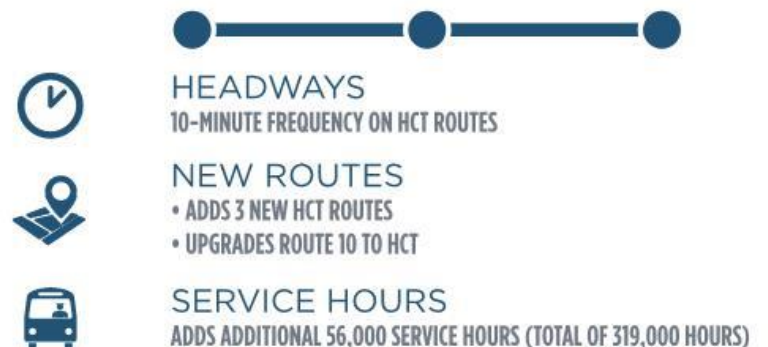 HEADWAYS
10-MINUTE FREQUENCY ON HCT ROUTES
NEW ROUTES
• ADDS 3 NEW HCT ROUTES
• UPGRADES ROUTE 10 TO HCT
SERVICE HOURS
ADDS ADDITIONAL 56,000 SERVICE HOURS (TOTAL OF 319,000 HOURS)